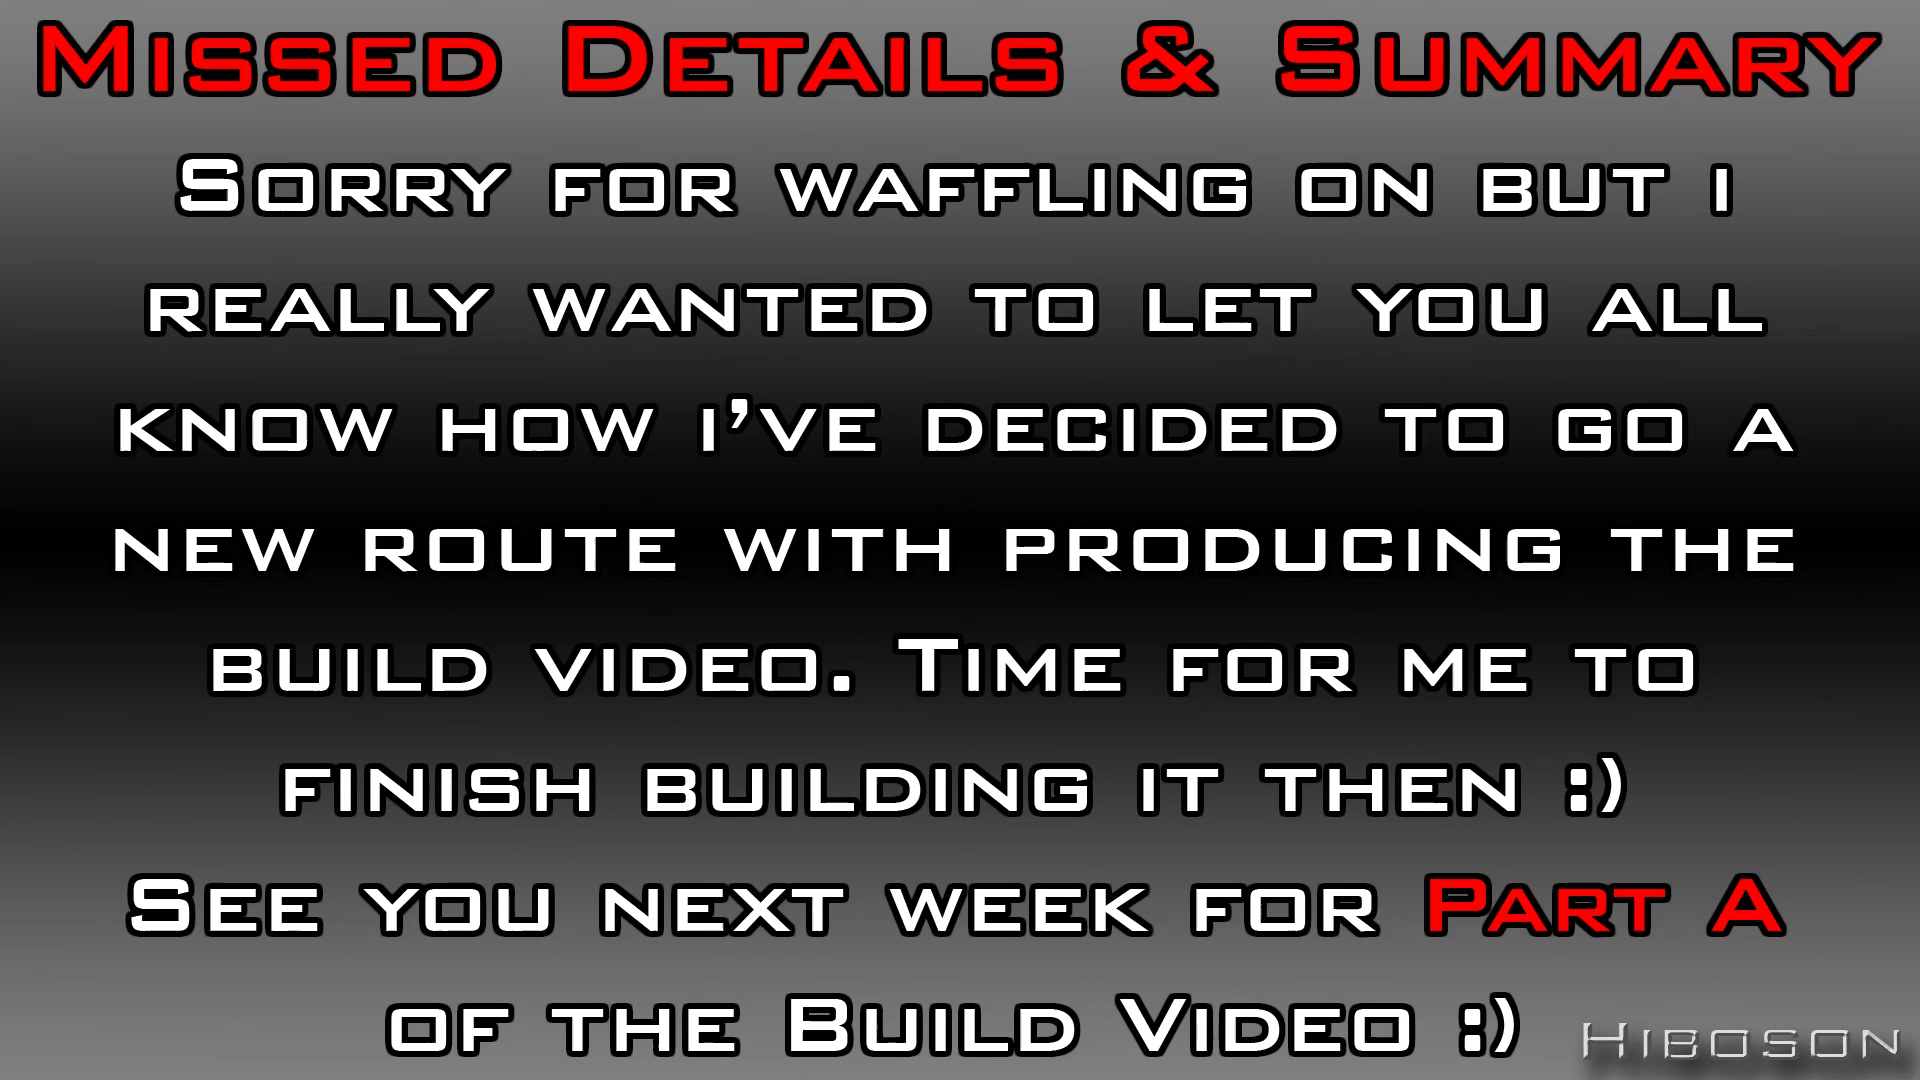 Missed Details & Summary
Sorry for waffling on but i
really wanted to let you all
know how i’ve decided to go a
new route with producing the
build video. Time for me to
finish building it then :)
See you next week for Part A
of the Build Video :)
Hiboson